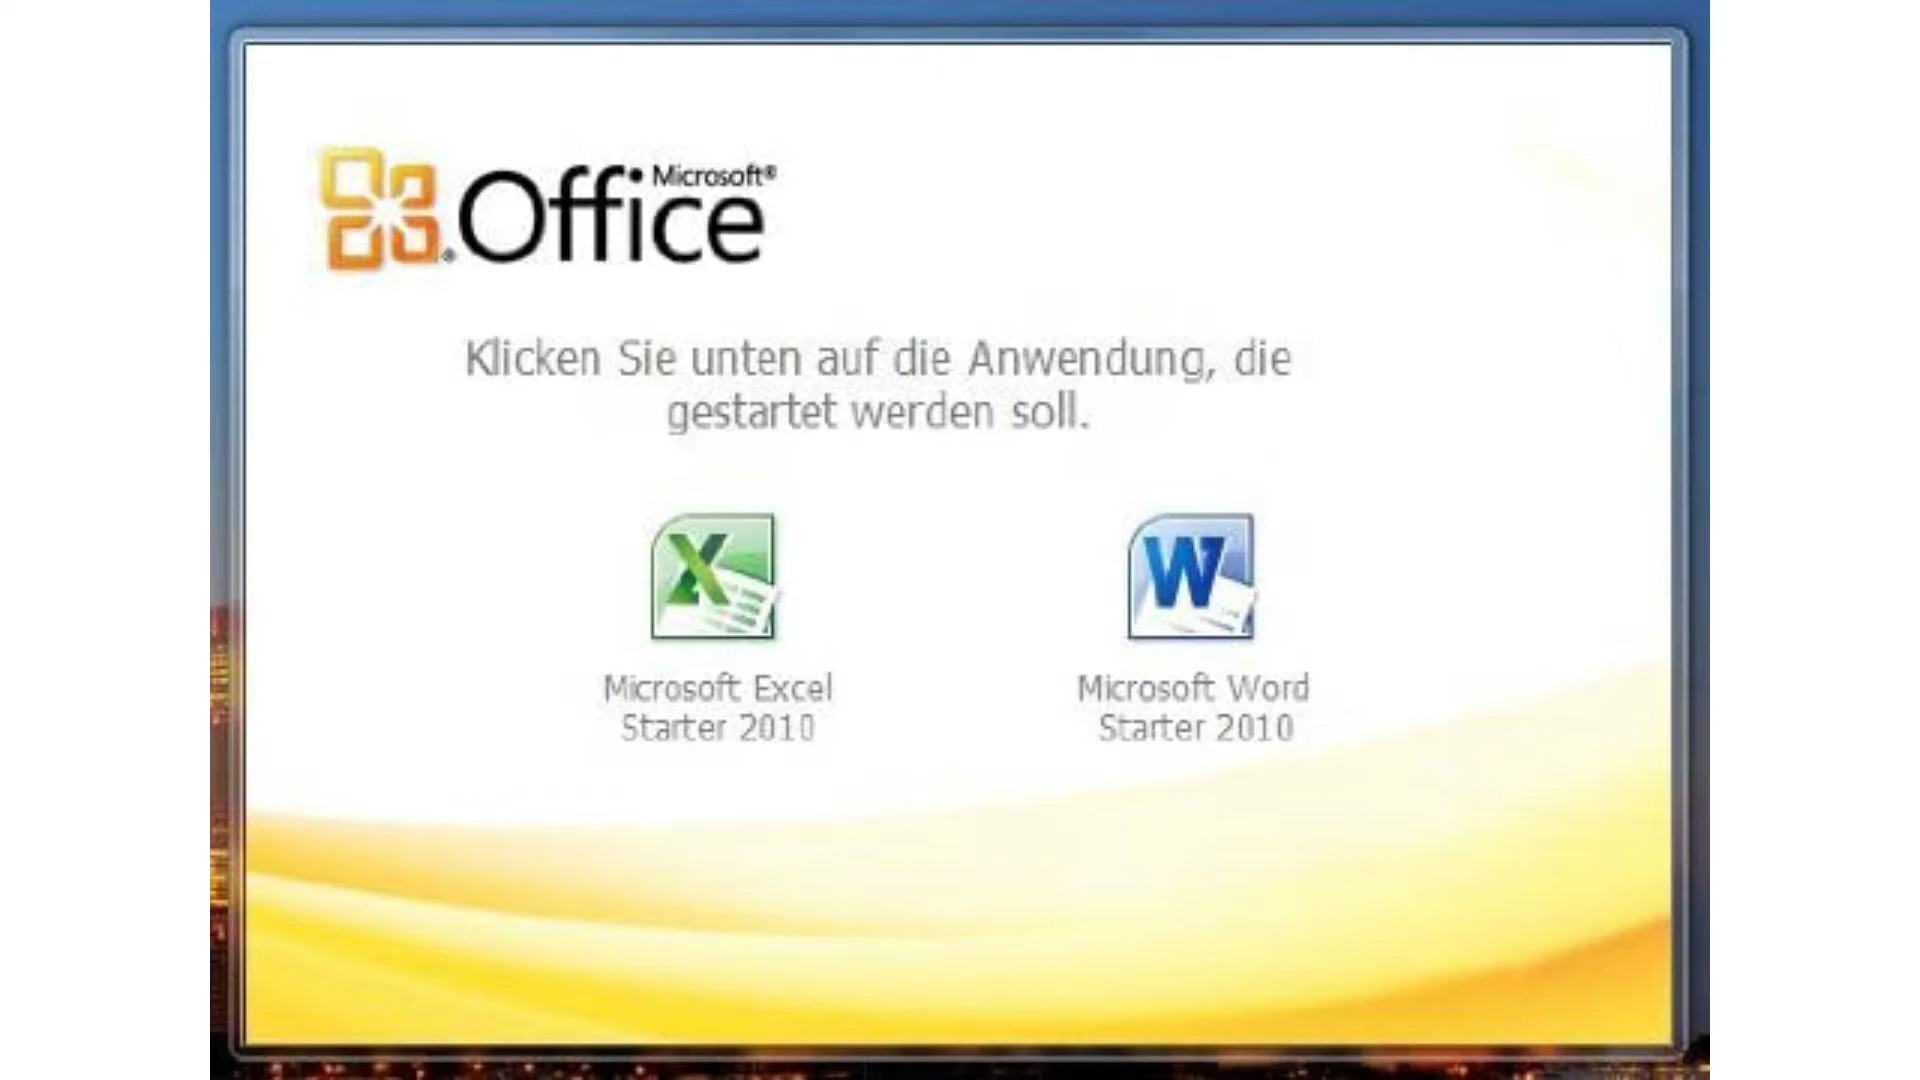 Microsoft®
Office
Klicken Sie unten auf die Anwendung, die
gestartet werden soll.
Microsoft Excel
Starter 2010
Microsoft Word
Starter 2010